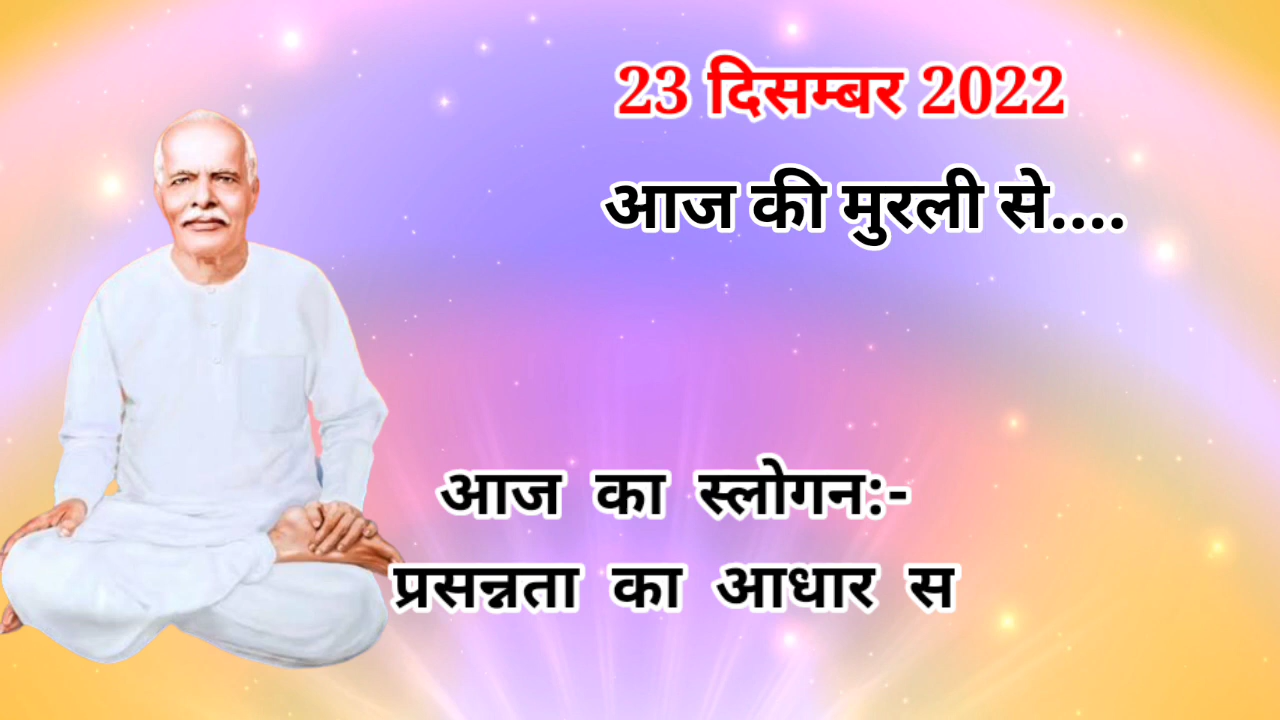 23 दिसम्बर 2022
आज की मुरली से....
आज का स्लोगन:-
प्रसन्नता का आधार स